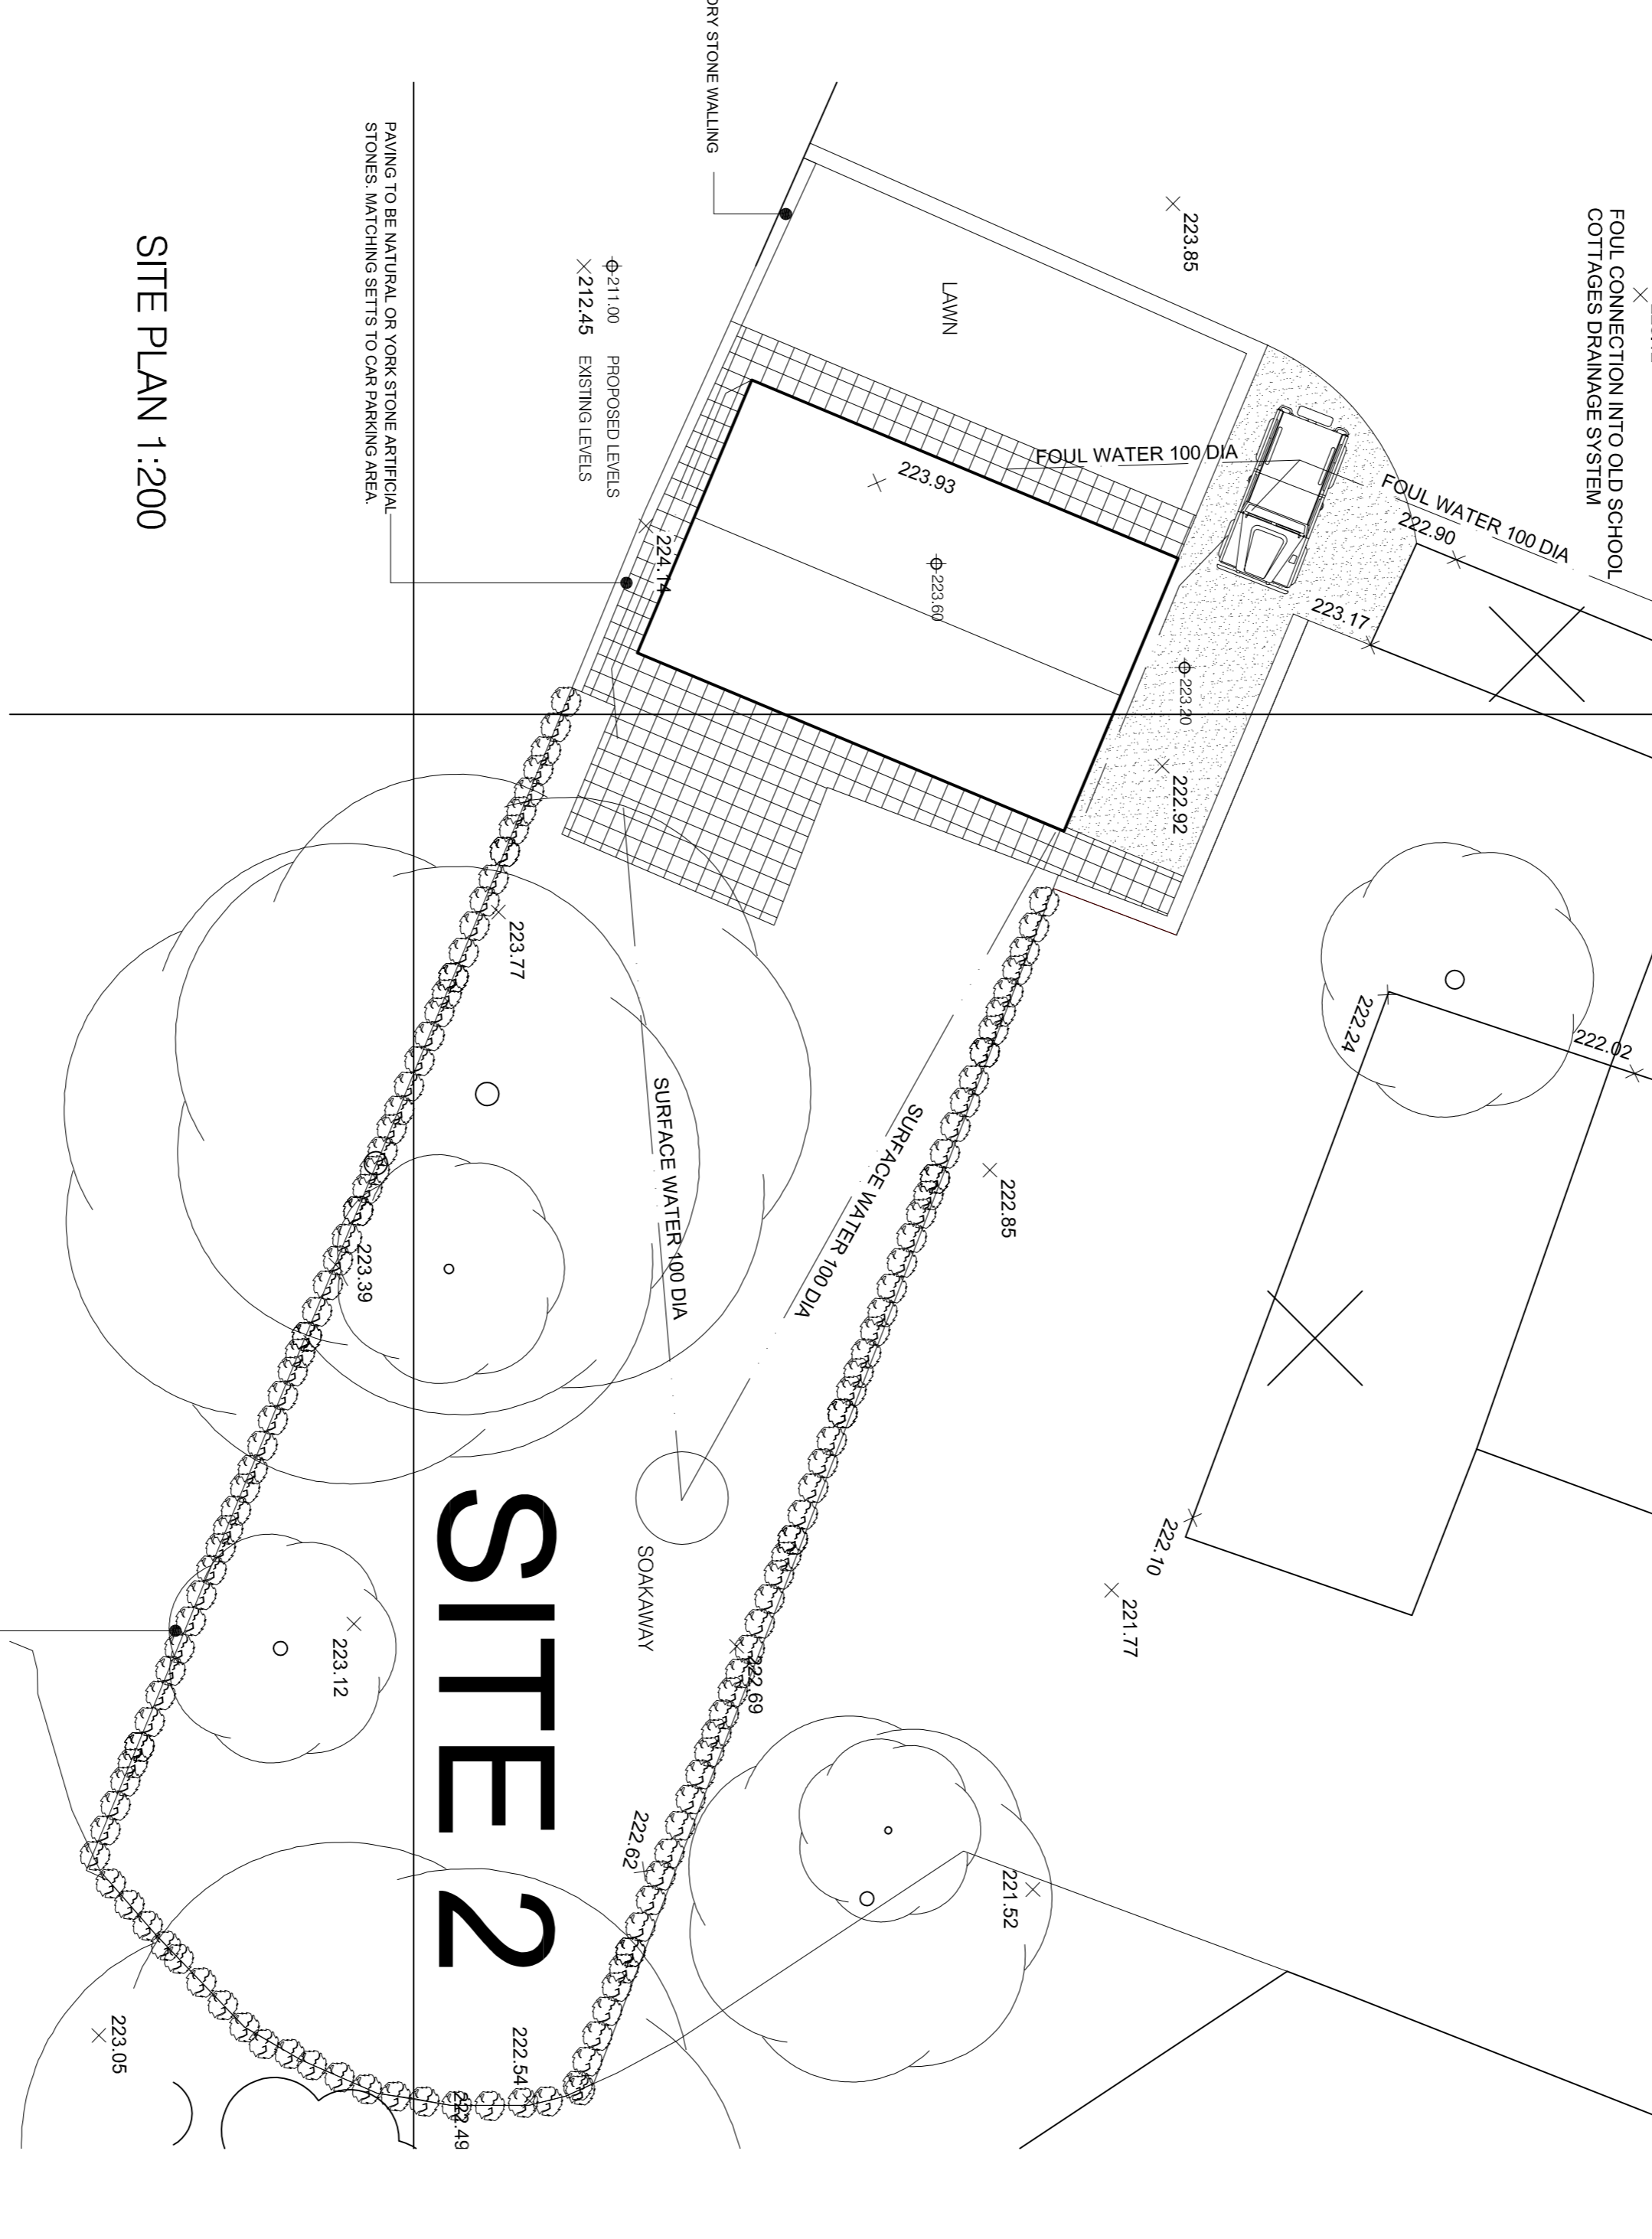 FOUL CONNECTION INTO OLD SCHOOL
COTTAGES DRAINAGE SYSTEM
223.85
STONE WALLING
LAWN
FOUL WATER 100 DIA
FOUL WATER 100 DIA
222.90
223.17
211.00 PROPOSED LEVELS
212.45 EXISTING LEVELS
PAVING TO BE NATURAL OR YORK STONE ARTIFICIAL
STONES. MATCHING SETTS TO CAR PARKING AREA.
SITE PLAN 1:200
223.93
224.14
223.60
223.20
222.92
223.77
222.24
222.02
SURFACE WATER 100 DIA
SURFACE WATER 100 DIA
222.85
223.39
SITE 2
SOAKAWAY
222.10
221.77
223.12
222.69
222.62
221.52
223.05
222.54
222.49